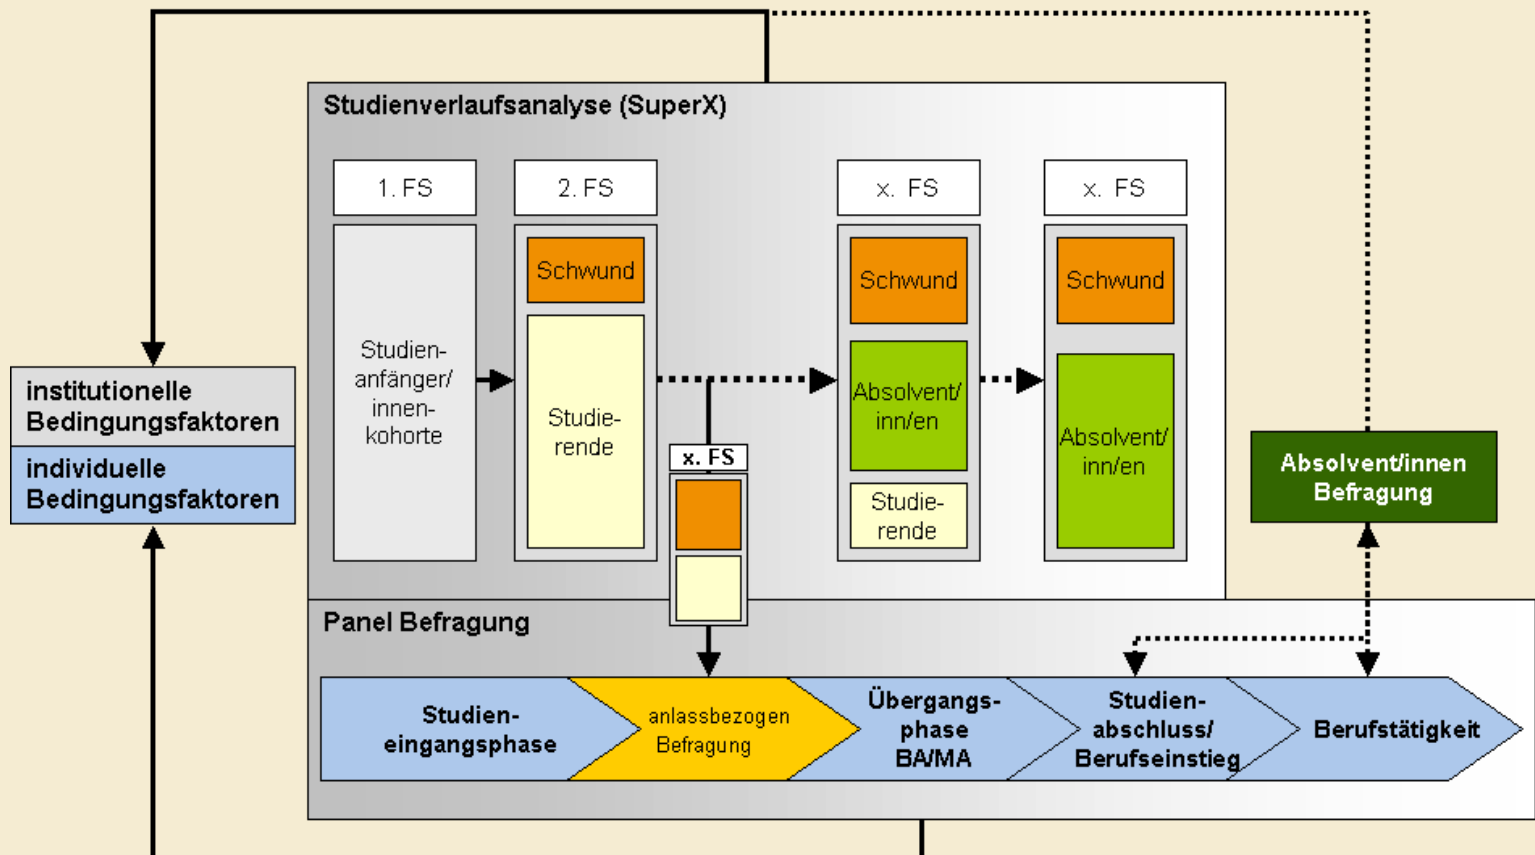 Studienverlaufsanalyse (SuperX)
1. FS
2. FS
x. FS
x. FS
Schwund
Schwund
Schwund
Studien-
anfänger/
innen-
kohorte
Studie-
rende
Absolvent/
inn/en
Studie-
rende
Absolvent/
inn/en
x. FS
institutionelle
Bedingungsfaktoren
individuelle
Bedingungsfaktoren
Absolvent/innen
Befragung
Panel Befragung
Studien-
eingangsphase
anlassbezogen
Befragung
Übergangs-
phase
BA/MA
Studien-
abschluss/
Berufseinstieg
Berufstätigkeit